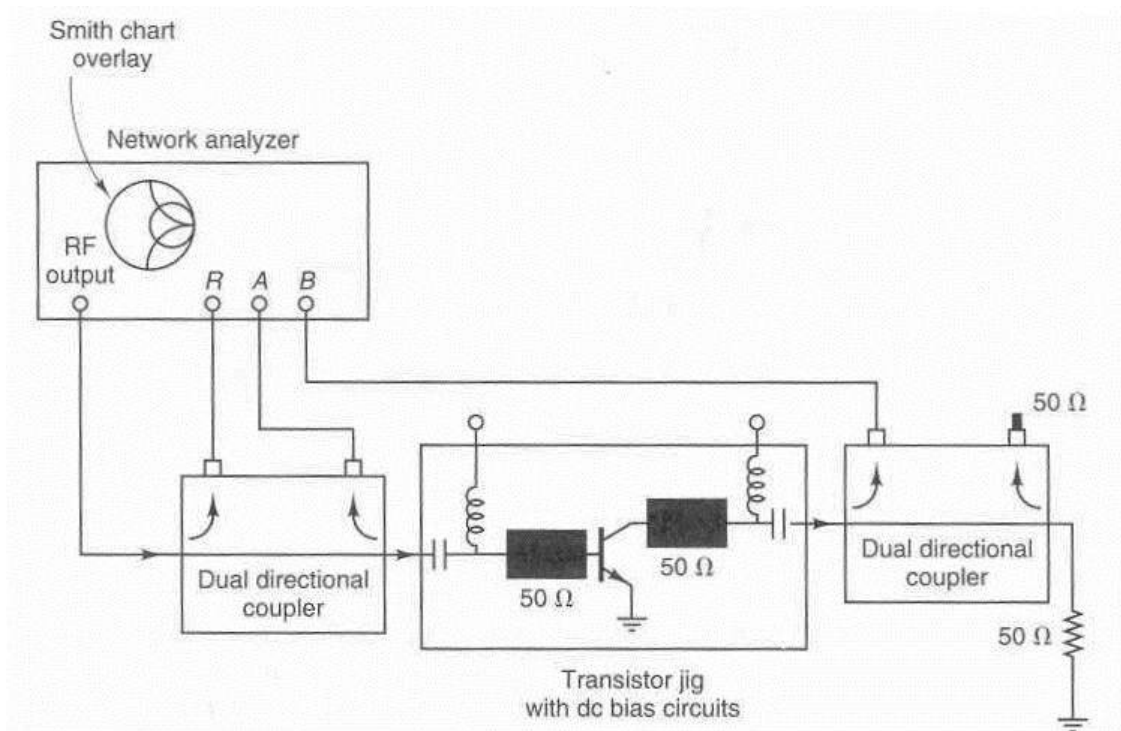 Smith chart
overlay
Network analyzer
RF
output
R A B
50 Ω
50 Ω
50 Ω
Dual directional
coupler
Dual directional
coupler
50 Ω
Transistor jig
with dc bias circuits